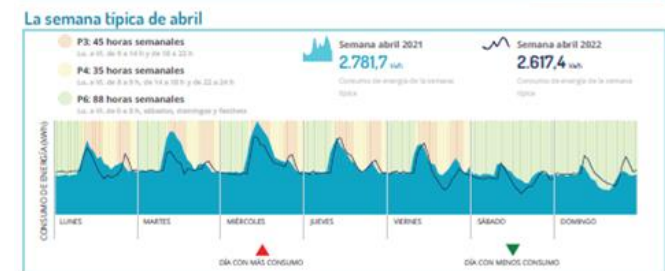 La semana típica de abril
P3: 45 horas semanales
Lu. a Vi. de 9 a 14 h y de 18 a 22 h
P4: 35 horas semanales
Lu. a Vi. de 8 a 9 h, de 14 a 18 h y de 22 a 24 h
P6: 88 horas semanales
Lu. a Vi. de 0 a 8 h, sábados, domingos y festivos
Semana abril 2021
2.781,7 kWh
Consumo de energía de la semana
típica
Semana abril 2022
2.617,4 kWh
Consumo de energía de la semana
típica
CONSUMO DE ENERGÍA (kWh)
LUNES
MARTES
MIÉRCOLES
JUEVES
VIERNES
SÁBADO
DOMINGO
DÍA CON MÁS CONSUMO
DÍA CON MENOS CONSUMO